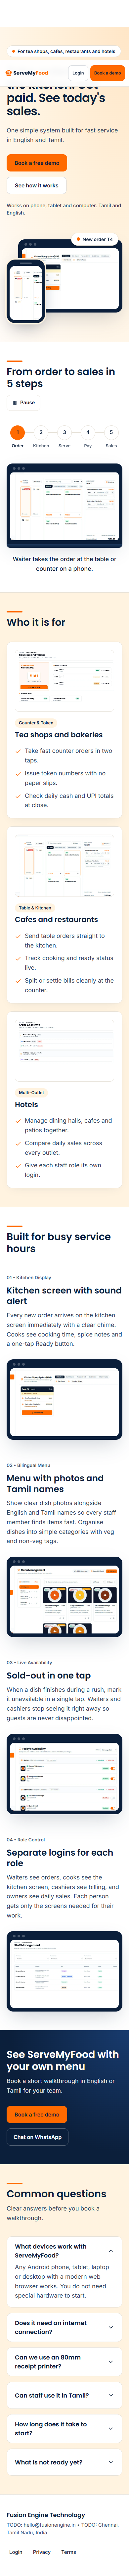 For tea shops, cafes, restaurants and hotels
ServeMyFood
Login
Book a demo
the kitchen. Get
paid. See today's
sales.
One simple system built for fast service
in English and Tamil.
Book a free demo
See how it works
Works on phone, tablet and computer. Tamil and
English.
New order T4
From order to sales in
5 steps
Pause
1
2
3
4
5
Order
Kitchen
Serve
Pay
Sales
Waiter takes the order at the table or
counter on a phone.
Who it is for
Counter & Token
Tea shops and bakeries
Take fast counter orders in two
taps.
Issue token numbers with no
paper slips.
Check daily cash and UPI totals
at close.
Table & Kitchen
Cafes and restaurants
Send table orders straight to
the kitchen.
Track cooking and ready status
live.
Split or settle bills cleanly at the
counter.
Multi-Outlet
Hotels
Manage dining halls, cafes and
patios together.
Compare daily sales across
every outlet.
Give each staff role its own
login.
Built for busy service
hours
01 • Kitchen Display
Kitchen screen with sound
alert
Every new order arrives on the kitchen
screen immediately with a clear chime.
Cooks see cooking time, spice notes and
a one-tap Ready button.
02 • Bilingual Menu
Menu with photos and
Tamil names
Show clear dish photos alongside
English and Tamil names so every staff
member finds items fast. Organise
dishes into simple categories with veg
and non-veg tags.
03 • Live Availability
Sold-out in one tap
When a dish finishes during a rush, mark
it unavailable in a single tap. Waiters and
cashiers stop seeing it right away so
guests are never disappointed.
04 • Role Control
Separate logins for each
role
Waiters see orders, cooks see the
kitchen screen, cashiers see billing, and
owners see daily sales. Each person
gets only the screens needed for their
work.
See ServeMyFood with
your own menu
Book a short walkthrough in English or
Tamil for your team.
Book a free demo
Chat on WhatsApp
Common questions
Clear answers before you book a
walkthrough.
What devices work with
ServeMyFood?
Any Android phone, tablet, laptop
or desktop with a modern web
browser works. You do not need
special hardware to start.
Does it need an internet
connection?
Can we use an 80mm
receipt printer?
Can staff use it in Tamil?
How long does it take to
start?
What is not ready yet?
Fusion Engine Technology
TODO: hello@fusionengine.in • TODO: Chennai,
Tamil Nadu, India
Login
Privacy
Terms